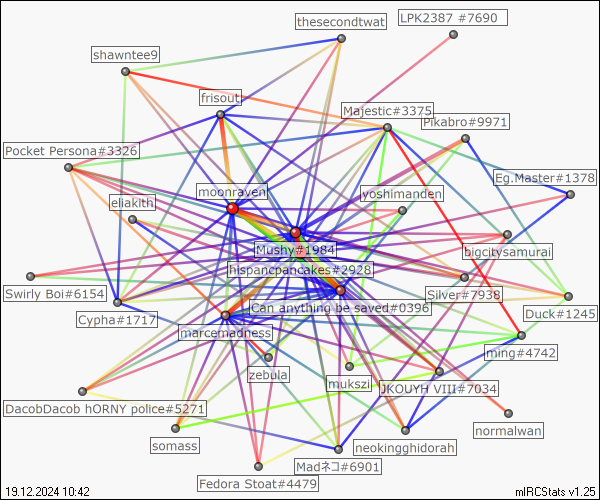 thesecondtwat
LPK2387 #7690
shawntee9
frisout
Majestic#3375
Pikabro#9971
Pocket Persona#3326
Eg.Master#1378
moonraven
yoshimanden
eliakith
Mushy#1984
bigcitysamurai
hispancpancakes#2928
Swirly Boi#6154
Silver#7938
Can anything be saved#0396
Duck#1245
Cypha#1717
marcemadness
ming#4742
zebula
mukszi
JKOUYH VIII#7034
DacobDacob hORNY police#5271
normalwan
somass
neokingghidorah
Madネコ#6901
Fedora Stoat#4479
19.12.2024 10:42
mIRCStats v1.25